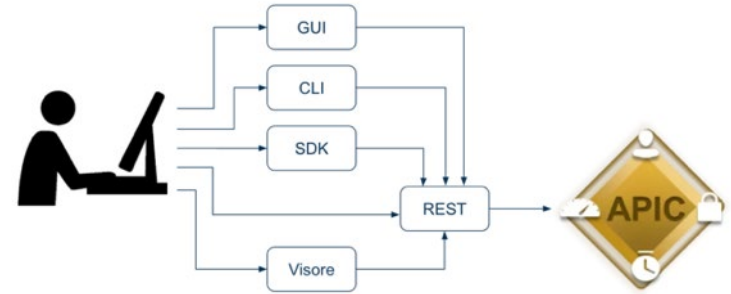 GUI
CLI
SDK
REST
APIC
Visore